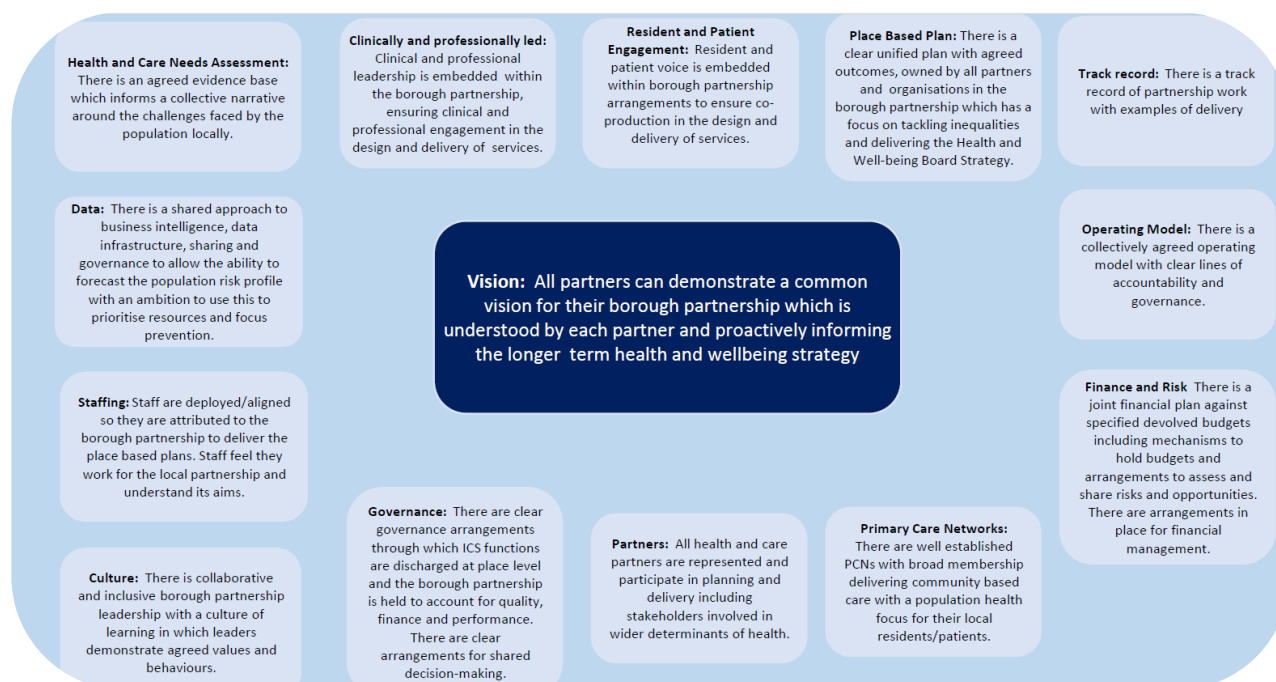 Health and Care Needs Assessment:
There is an agreed evidence base
which informs a collective narrative
around the challenges faced by the
population locally.
Clinically and professionally led:
Clinical and professional
leadership is embedded within
the borough partnership,
ensuring clinical and
professional engagement in the
design and delivery of services.
Resident and Patient
Engagement: Resident and
patient voice is embedded
within borough partnership
arrangements to ensure co-
production in the design and
delivery of services.
Place Based Plan: There is a
clear unified plan with agreed
outcomes, owned by all partners
and organisations in the
borough partnership which has a
focus on tackling inequalities
and delivering the Health and
Well-being Board Strategy.
Track record: There is a track
record of partnership work
with examples of delivery
Data: There is a shared approach to
business intelligence, data
infrastructure, sharing and
governance to allow the ability to
forecast the population risk profile
with an ambition to use this to
prioritise resources and focus
prevention.
Vision: All partners can demonstrate a common
vision for their borough partnership which is
understood by each partner and proactively informing
the longer term health and wellbeing strategy
Operating Model: There is a
collectively agreed operating
model with clear lines of
accountability and
governance.
Staffing: Staff are deployed/aligned
so they are attributed to the
borough partnership to deliver the
place based plans. Staff feel they
work for the local partnership and
understand its aims.
Finance and Risk There is a
joint financial plan against
specified devolved budgets
including mechanisms to
hold budgets and
arrangements to assess and
share risks and opportunities.
There are arrangements in
place for financial
management.
Culture: There is collaborative
and inclusive borough partnership
leadership with a culture of
learning in which leaders
demonstrate agreed values and
behaviours.
Governance: There are clear
governance arrangements
through which ICS functions
are discharged at place level
and the borough partnership
is held to account for quality,
finance and performance.
There are clear
arrangements for shared
decision-making.
Partners: All health and care
partners are represented and
participate in planning and
delivery including
stakeholders involved in
wider determinants of health.
Primary Care Networks:
There are well established
PCNs with broad membership
delivering community based
care with a population health
focus for their local
residents/patients.